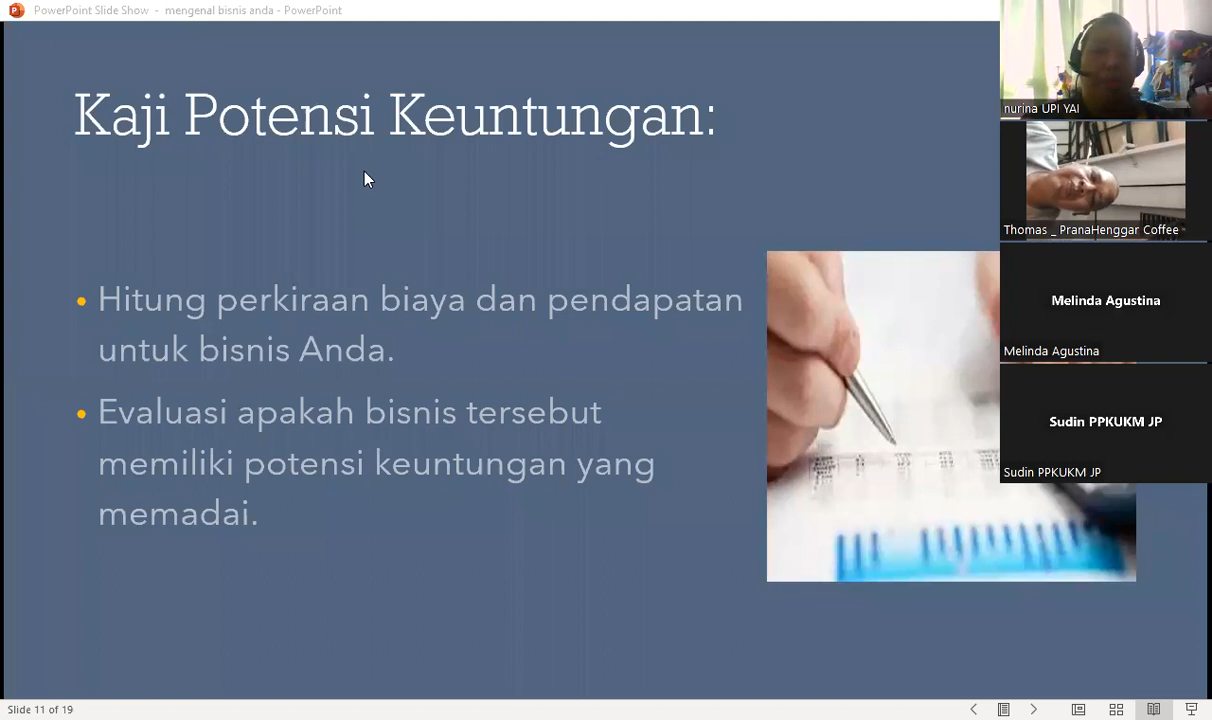 PowerPoint Slide Show - mengenal bisnis anda - PowerPoint
Kaji Potensi Keuntungan:
• Hitung perkiraan biaya dan pendapatan
untuk bisnis Anda.
• Evaluasi apakah bisnis tersebut
memiliki potensi keuntungan yang
memadai.
nurina UPI YAI
Thomas _ PranaHenggar Coffee
Melinda Agustina
Melinda Agustina
Sudin PPKUKM JP
Sudin PPKUKM JP
Slide 11 of 19